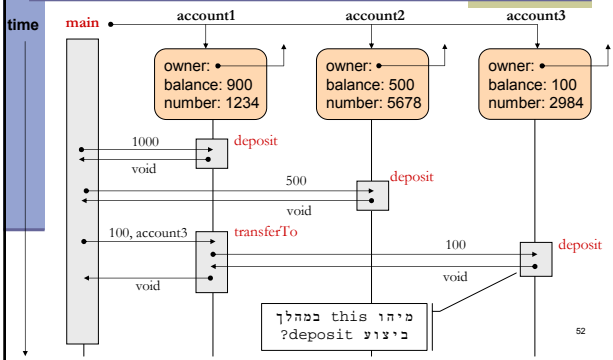 time
main
account1
account2
account3
owner:
balance: 900
number: 1234
owner:
balance: 500
number: 5678
owner:
balance: 100
number: 2984
1000
deposit
void
500
deposit
void
100, account3
transferTo
100
deposit
void
void
מיהו this במהלך
ביצוע deposit?
52